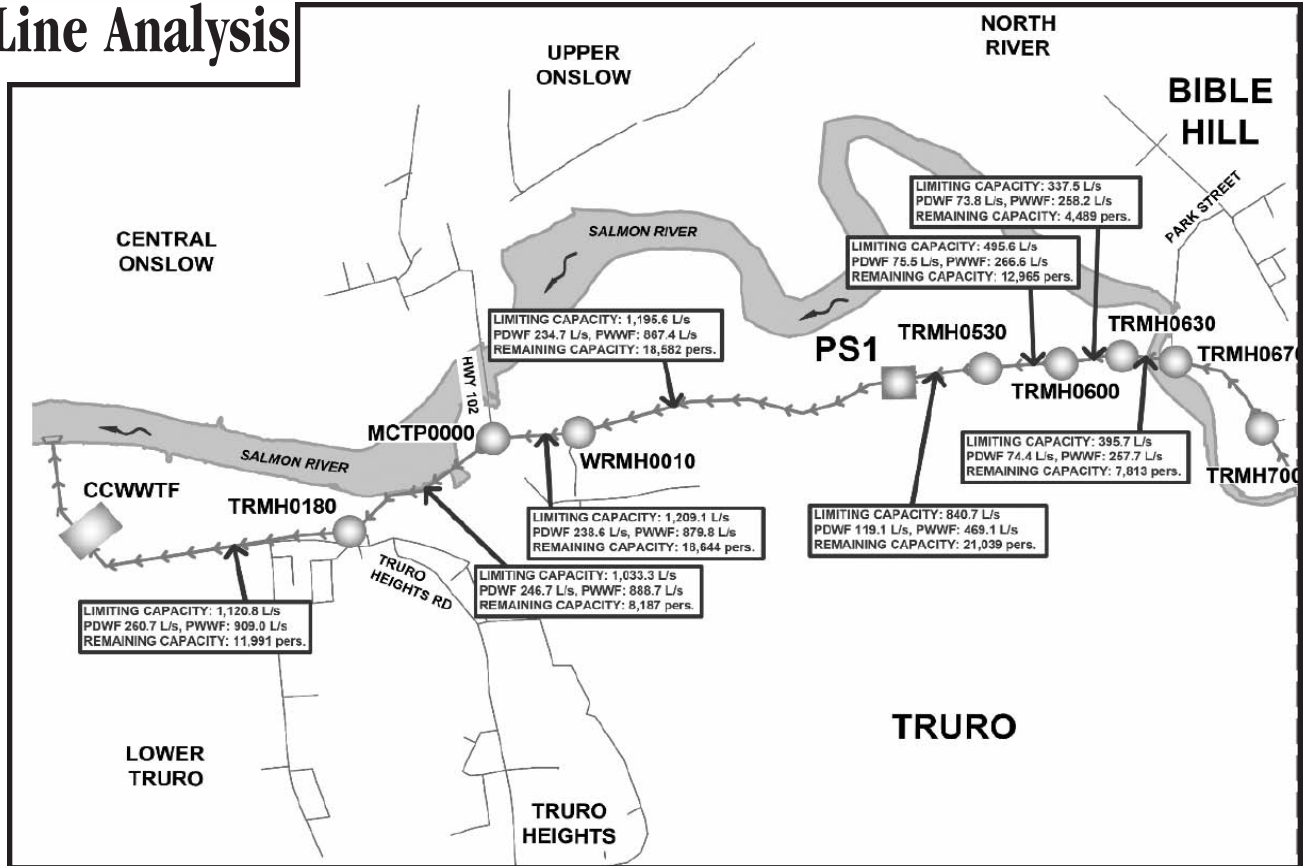 Line Analysis
NORTH
RIVER
UPPER
ONSLOW
BIBLE
HILL
PARK STREET
LIMITING CAPACITY: 337.5 L/s
PDWF 73.8 L/s, PWWF: 258.2 L/s
REMAINING CAPACITY: 4,489 pers.
CENTRAL
ONSLOW
SALMON RIVER
LIMITING CAPACITY: 495.6 L/s
PDWF 75.5 L/s, PWWF: 266.6 L/s
REMAINING CAPACITY: 12,965 pers.
LIMITING CAPACITY: 1,195.6 L/s
PDWF 234.7 L/s, PWWF: 867.4 L/s
REMAINING CAPACITY: 18,582 pers.
PS1
TRMH0530
TRMH0630
TRMH0670
TRMH0600
HWY 102
MCTP0000
WRMH0010
LIMITING CAPACITY: 395.7 L/s
PDWF 74.4 L/s, PWWF: 257.7 L/s
REMAINING CAPACITY: 7,813 pers.
TRMH700
SALMON RIVER
CCWWTF
TRMH0180
LIMITING CAPACITY: 1,209.1 L/s
PDWF 238.6 L/s, PWWF: 879.8 L/s
REMAINING CAPACITY: 18,644 pers.
LIMITING CAPACITY: 840.7 L/s
PDWF 119.1 L/s, PWWF: 469.1 L/s
REMAINING CAPACITY: 21,039 pers.
TRURO
HEIGHTS RD
LIMITING CAPACITY: 1,033.3 L/s
PDWF 246.7 L/s, PWWF: 888.7 L/s
REMAINING CAPACITY: 8,187 pers.
LIMITING CAPACITY: 1,120.8 L/s
PDWF 260.7 L/s, PWWF: 909.0 L/s
REMAINING CAPACITY: 11,991 pers.
TRURO
LOWER
TRURO
TRURO
HEIGHTS